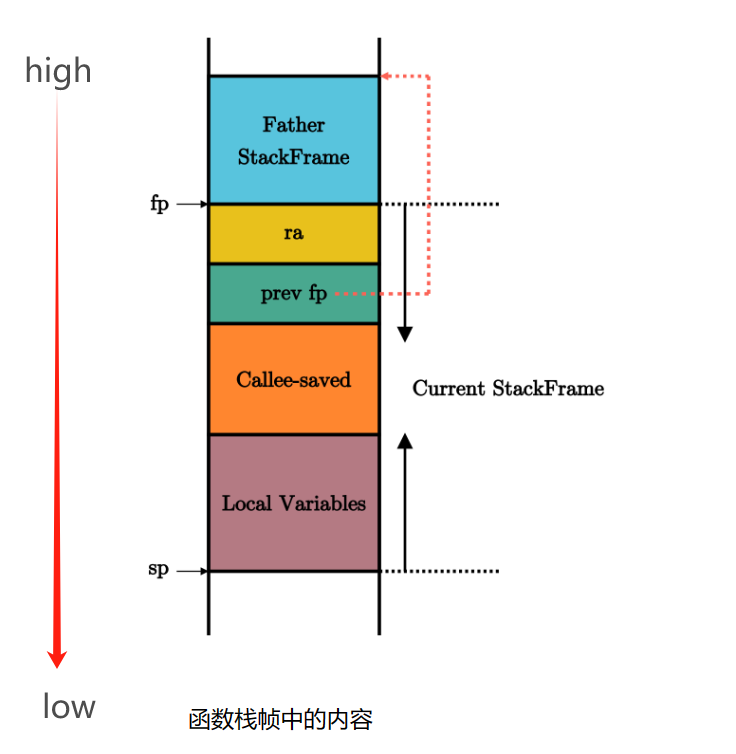 high
Father
StackFrame
fp
ra
prev fp
Callee-saved
Current StackFrame
Local Variables
sp
low
函数栈帧中的内容